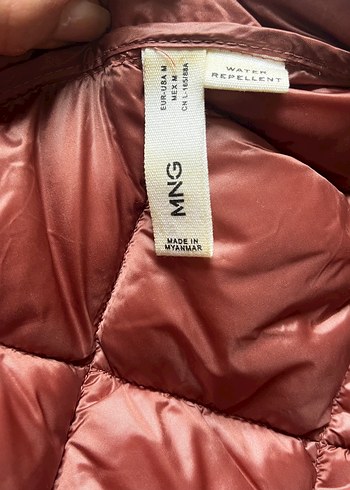 EUR-USA M
MEX M
CN L-165/88A
MNG
MADE IN
MYANMAR
WATER
REPELLENT